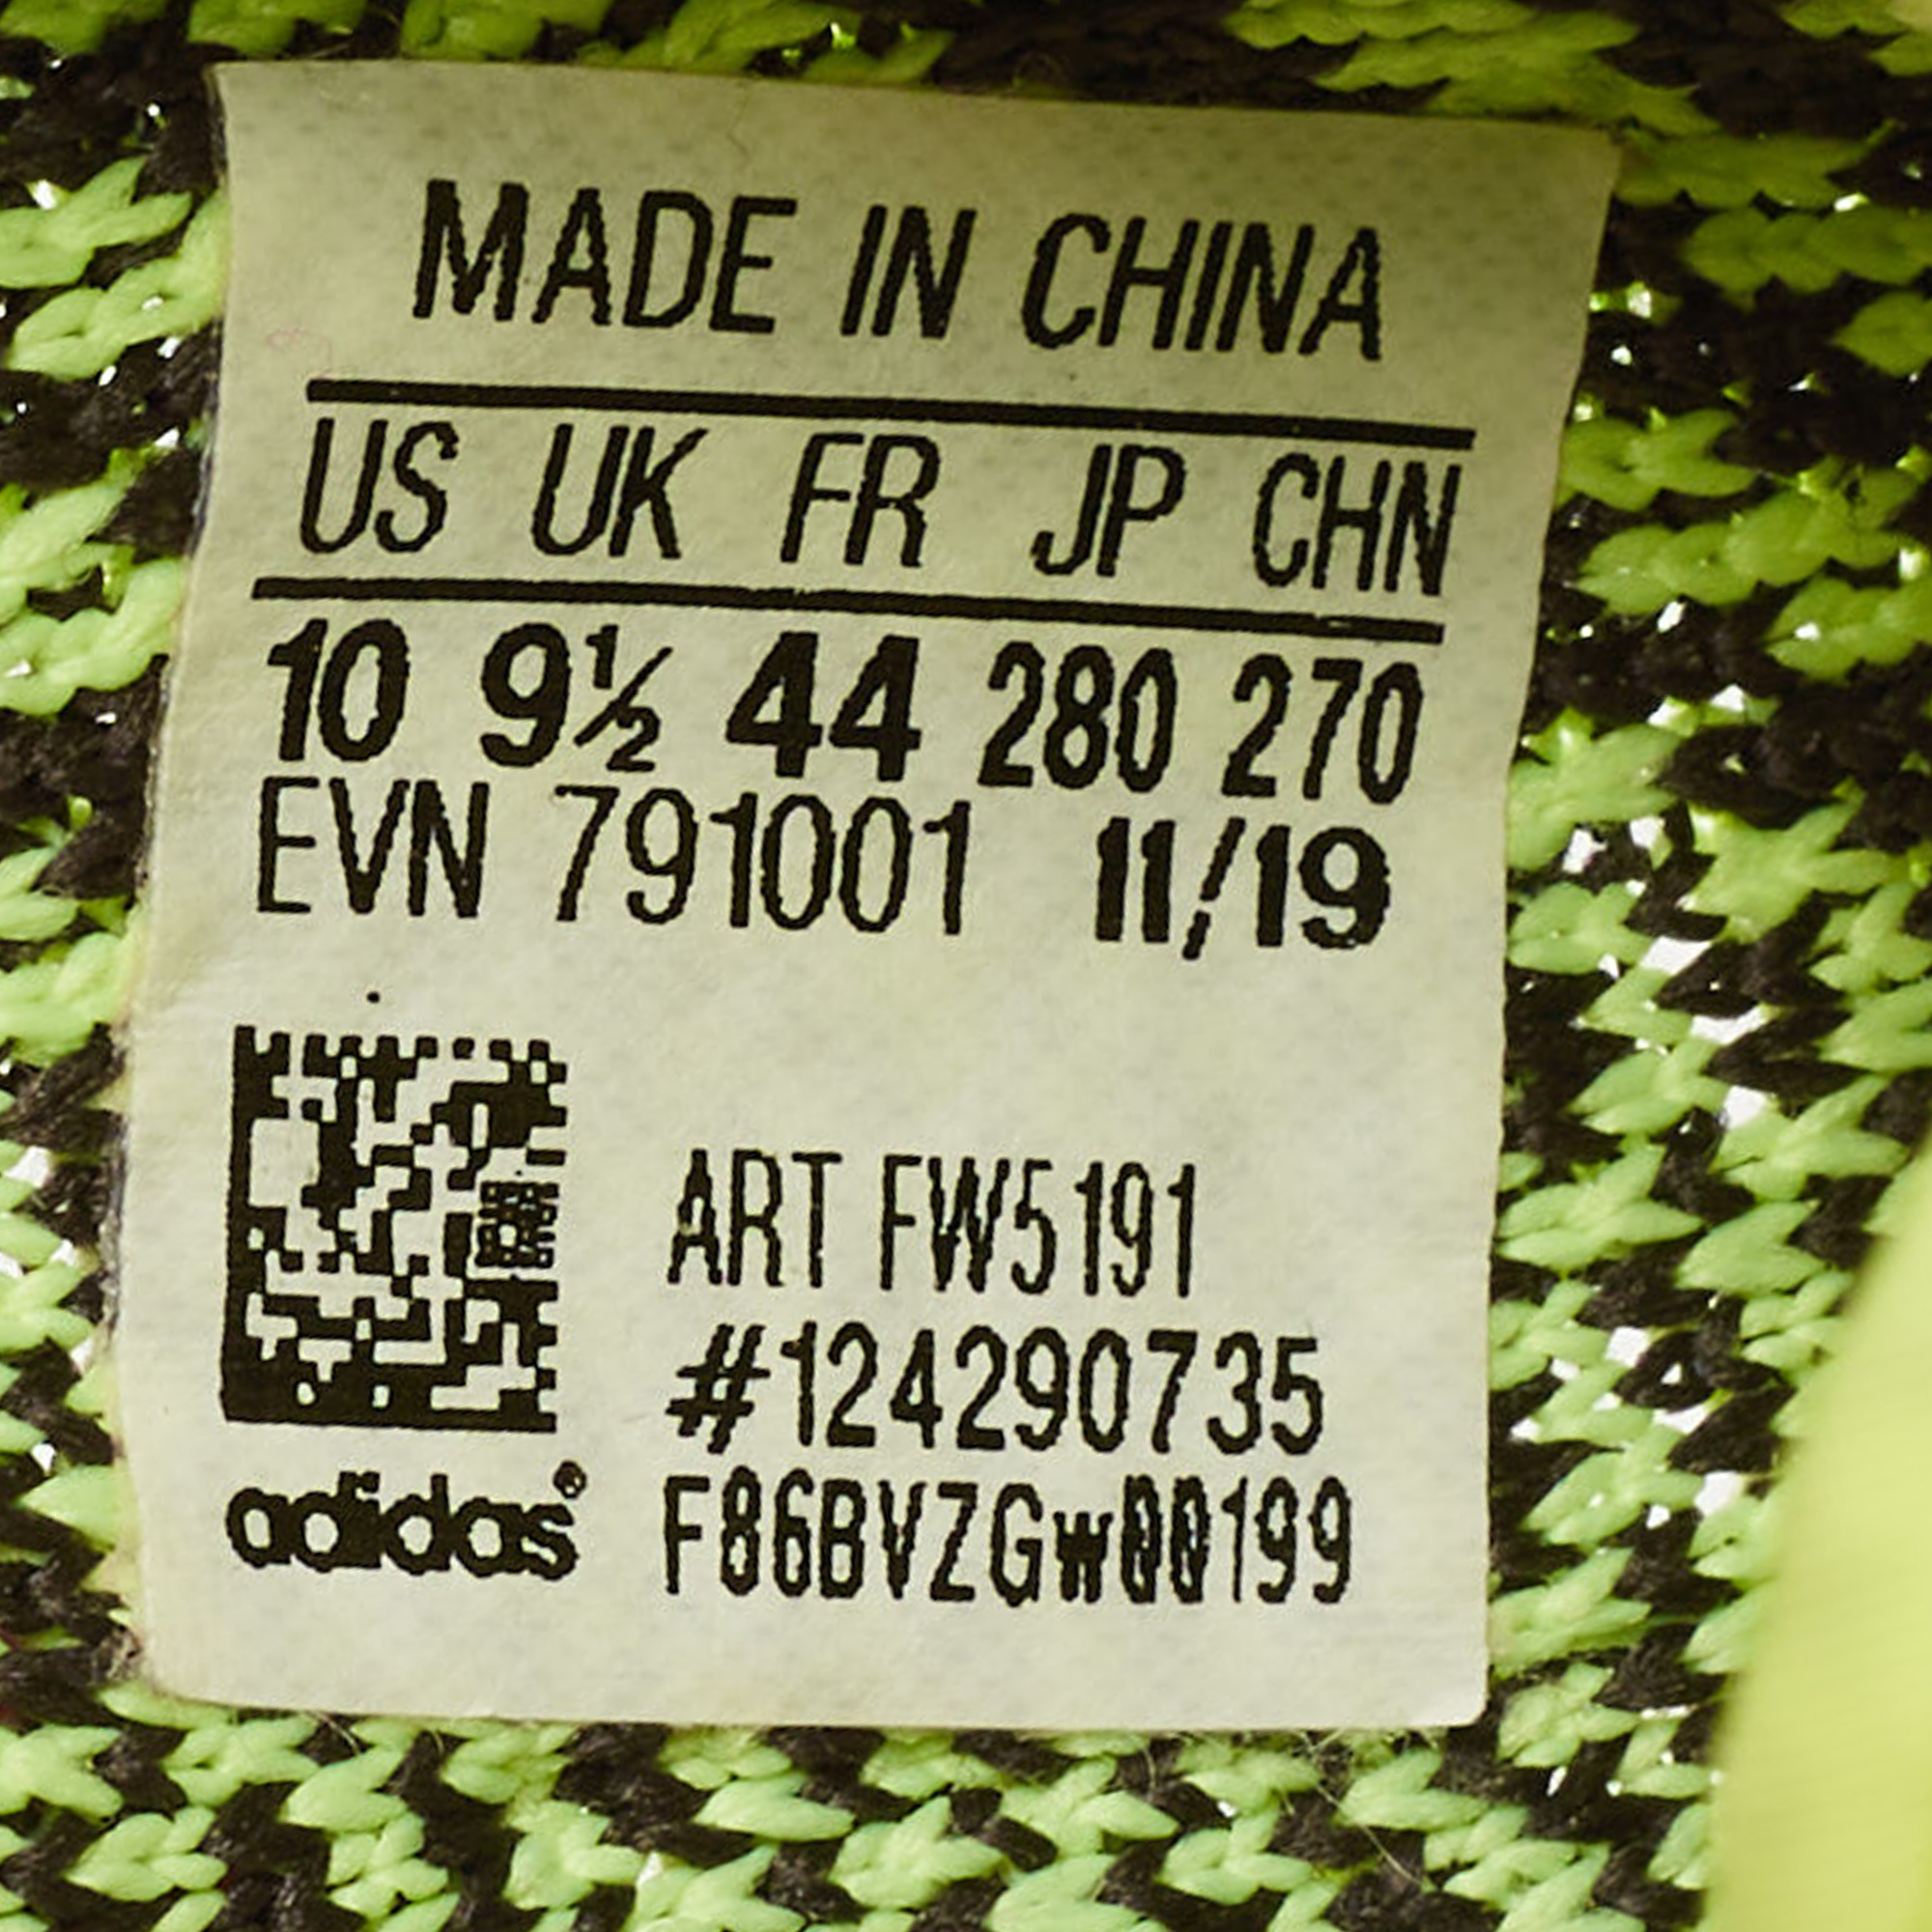 MADE IN CHINA
US UK FR JP CHN
10 9½ 44 280 270
EVN 791001 11/19
ART FW5191
#124290735
adidas® F86BVZGw00199